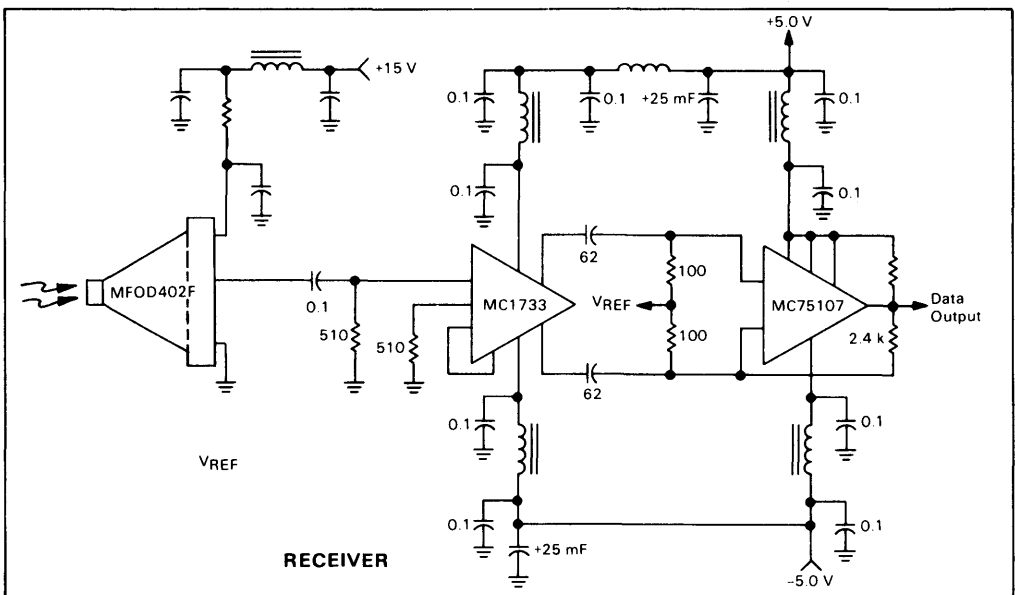 +5.0 V
+15 V
0.1
0.1
+25 mF
0.1
0.1
0.1
MFOD402F
0.1
510
510
MC1733
62
62
100
VREF
100
MC75107
Data
Output
2.4 k
0.1
0.1
VREF
0.1
0.1
+25 mF
RECEIVER
–5.0 V